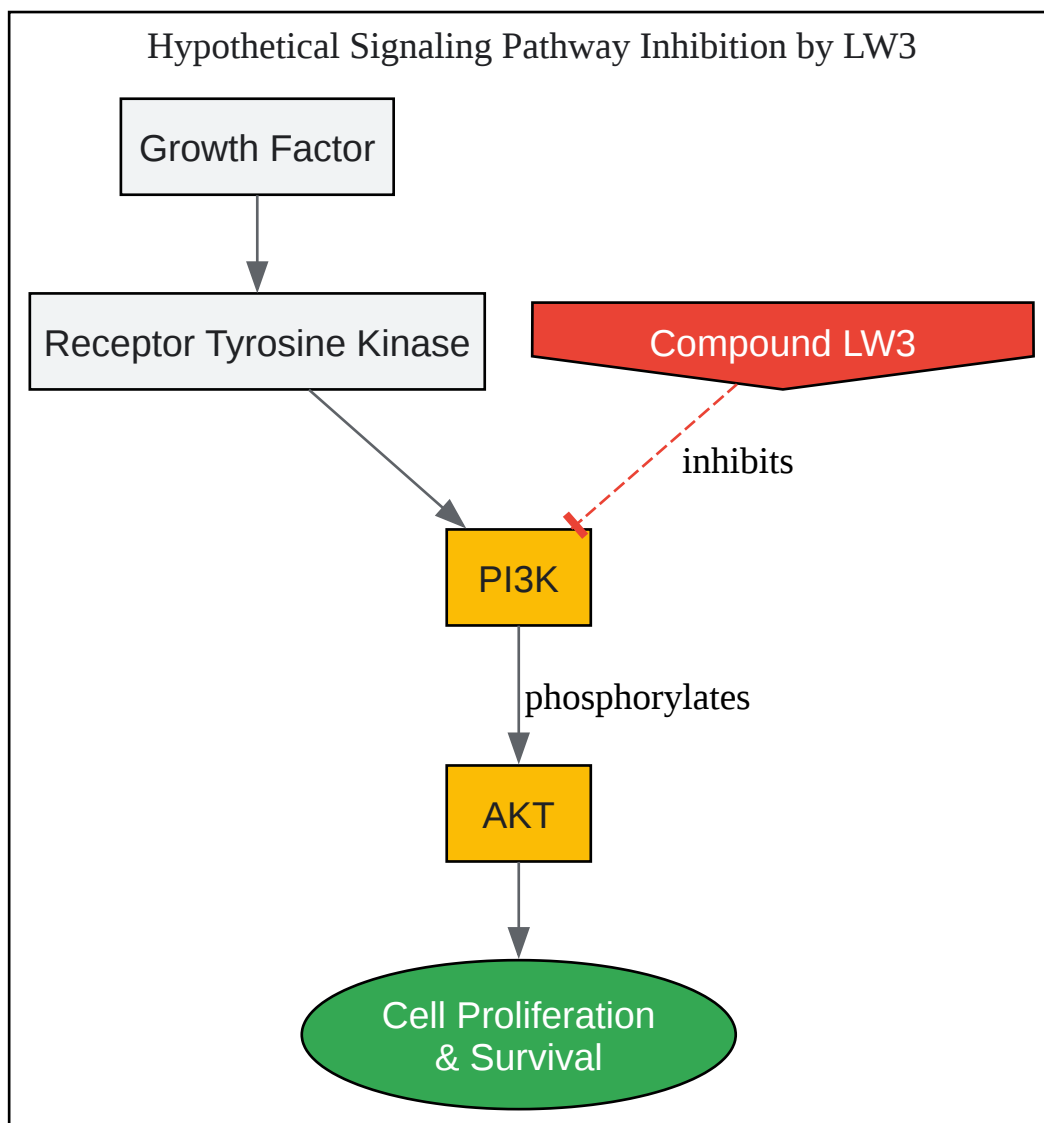 Hypothetical Signaling Pathway Inhibition by LW3
Growth Factor
Receptor Tyrosine Kinase
Compound LW3
inhibits
PI3K
phosphorylates
AKT
Cell Proliferation
& Survival